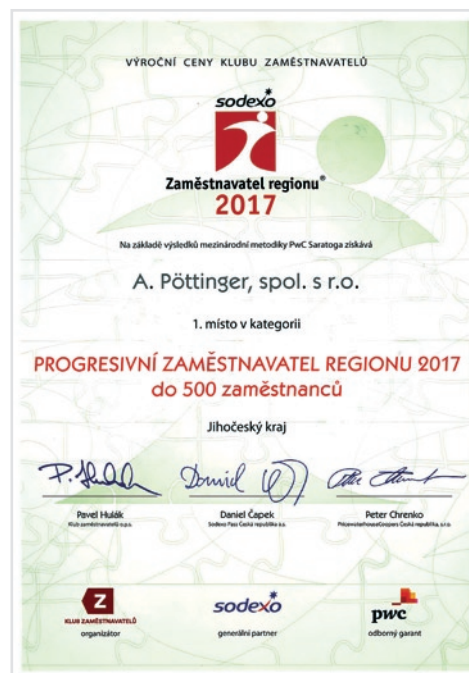 VÝROČNÍ CENY KLUBU ZAMĚSTNAVATELŮ
sodexo
Zaměstnavatel regionu®
2017
Na základě výsledků mezinárodní metodiky PwC Saratoga získává
A. Pöttinger, spol. s r.o.
1. místo v kategorii
PROGRESIVNÍ ZAMĚSTNAVATEL REGIONU 2017
do 500 zaměstnanců
Jihočeský kraj
Pavel Hulák
Klub zaměstnavatelů o.p.s.
Daniel Čapek
Sodexo Pass Česká republika a.s.
Peter Chrenko
PricewaterhouseCoopers Česká republika, s.r.o.
Z
KLUB ZAMĚSTNAVATELŮ
organizátor
sodexo
generální partner
pwc
odborný garant